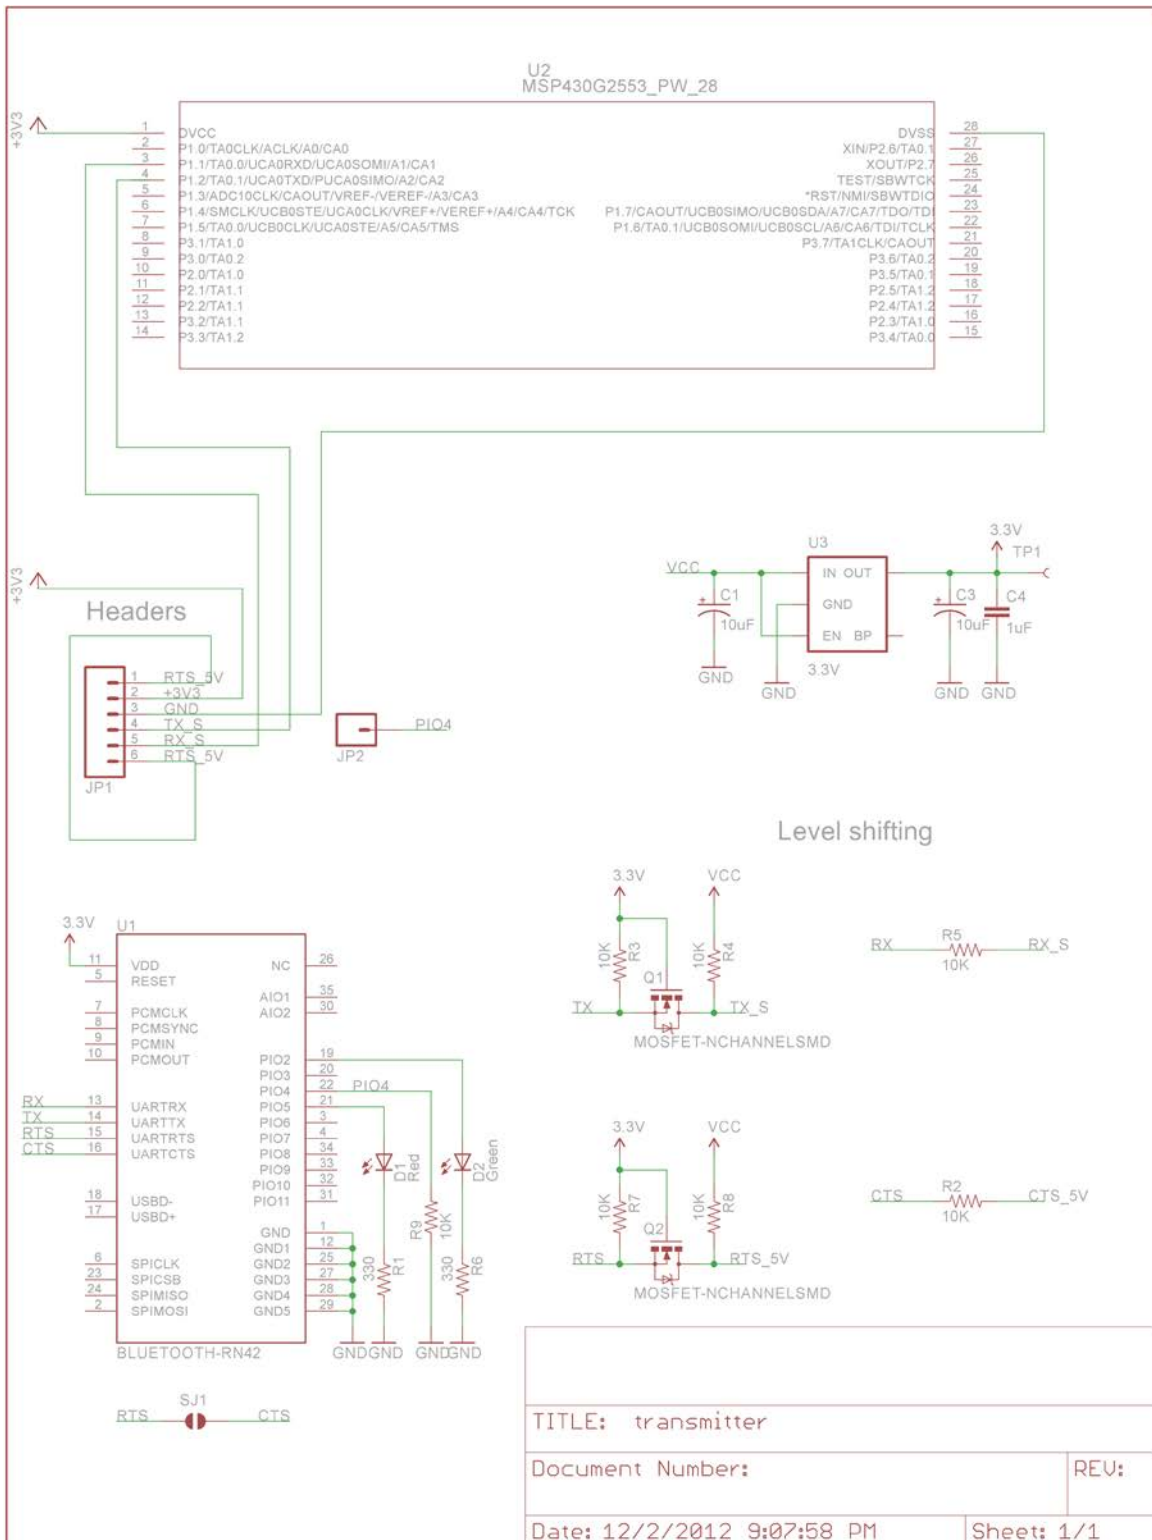 U2
MSP430G2553_PW_28
+3V3
1 DVCC
2 P1.0/TA0CLK/ACLK/A0/CA0
3 P1.1/TA0.0/UCA0RXD/UCA0SOMI/A1/CA1
4 P1.2/TA0.1/UCA0TXD/PUCA0SIMO/A2/CA2
5 P1.3/ADC10CLK/CAOUT/VREF-/VEREF-/A3/CA3
6 P1.4/SMCLK/UCB0STE/UCA0CLK/VREF+/VEREF+/A4/CA4/TCK
7 P1.5/TA0.0/UCB0CLK/UCA0STE/A5/CA5/TMS
8 P3.1/TA1.0
9 P3.0/TA0.2
10 P2.0/TA1.0
11 P2.1/TA1.1
12 P2.2/TA1.1
13 P3.2/TA1.1
14 P3.3/TA1.2
DVSS 28
XIN/P2.6/TA0.1 27
XOUT/P2.7 26
TEST/SBWTCK 25
*RST/NMI/SBWTDIO 24
P1.7/CAOUT/UCB0SIMO/UCB0SDA/A7/CA7/TDO/TDI 23
P1.6/TA0.1/UCB0SOMI/UCB0SCL/A6/CA6/TDI/TCLK 22
P3.7/TA1CLK/CAOUT 21
P3.6/TA0.2 20
P3.5/TA0.1 19
P2.5/TA1.2 18
P2.4/TA1.2 17
P2.3/TA1.0 16
P3.4/TA0.0 15
+3V3
Headers
1 RTS_5V
2 +3V3
3 GND
4 TX_S
5 RX_S
6 RTS_5V
JP1
PIO4
JP2
3.3V
U3
TP1
VCC
IN OUT
GND
EN BP
3.3V
C1
10uF
C3
10uF
C4
1uF
GND
GND
GND
GND
Level shifting
3.3V
VCC
10K
R3
10K
R4
Q1
TX
TX_S
MOSFET-NCHANNELSMD
RX
R5
10K
RX_S
3.3V
VCC
10K
R7
10K
R8
Q2
RTS
RTS_5V
MOSFET-NCHANNELSMD
CTS
R2
10K
CTS_5V
3.3V
U1
11 VDD
5 RESET
7 PCMCLK
8 PCMSYNC
9 PCMIN
10 PCMOUT
RX 13 UARTRX
TX 14 UARTTX
RTS 15 UARTRTS
CTS 16 UARTCTS
18 USBD-
17 USBD+
6 SPICLK
23 SPICSB
24 SPIMISO
2 SPIMOSI
NC 26
AIO1 35
AIO2 30
PIO2 19
PIO3 20
PIO4 22 PIO4
PIO5 21
PIO6 3
PIO7 4
PIO8 34
PIO9 33
PIO10 32
PIO11 31
GND 1
GND1 12
GND2 25
GND3 27
GND4 28
GND5 29
D1
Red
D2
Green
R9
10K
330
R1
330
R6
GND
GND
GND
GND
BLUETOOTH-RN42
SJ1
RTS
CTS
TITLE: transmitter
Document Number:
REV:
Date: 12/2/2012 9:07:58 PM
Sheet: 1/1